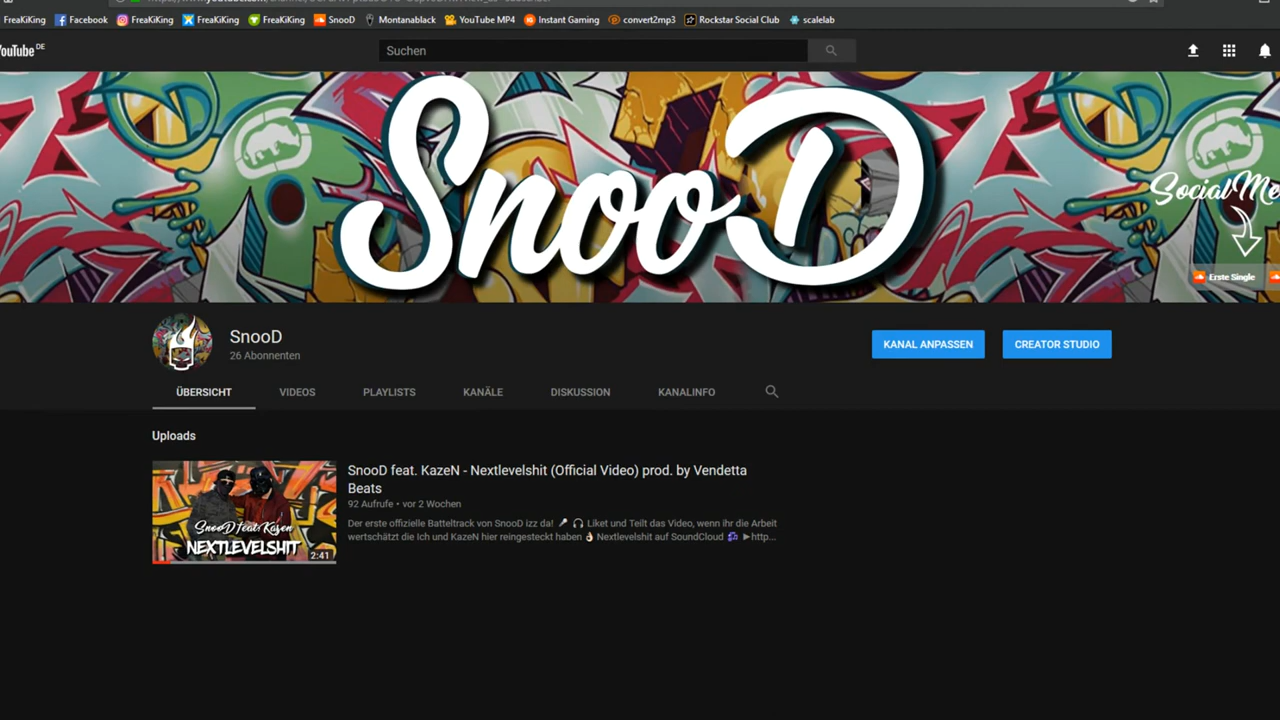 FreaKiKing Facebook FreaKiKing FreaKiKing FreaKiKing SnooD Montanablack YouTube MP4 Instant Gaming convert2mp3 Rockstar Social Club scalelab
YouTube DE
Suchen
SnooD
SocialMe
Erste Single
SnooD
26 Abonnenten
KANAL ANPASSEN
CREATOR STUDIO
ÜBERSICHT VIDEOS PLAYLISTS KANÄLE DISKUSSION KANALINFO
Uploads
SnooD feat. KazeN - Nextlevelshit (Official Video) prod. by Vendetta
Beats
92 Aufrufe • vor 2 Wochen
Der erste offizielle Batteltrack von SnooD izz da! 🎤 🎧 Liket und Teilt das Video, wenn ihr die Arbeit
wertschätzt die Ich und KazeN hier reingesteckt haben 👌🏻 Nextlevelshit auf SoundCloud 🎶 ►http...
SnooD feat. Kazen
NEXTLEVELSHIT
2:41